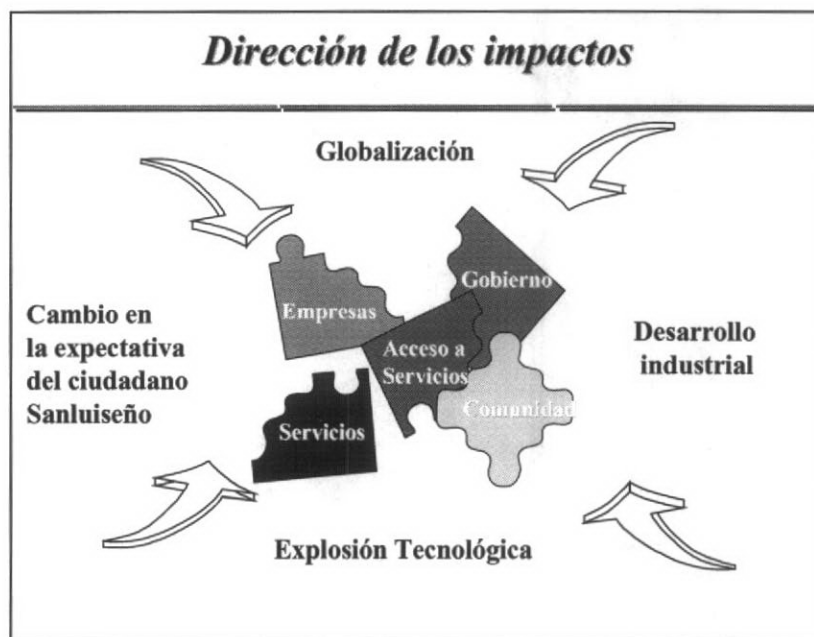 Dirección de los impactos
Globalización
Gobierno
Empresas
Cambio en
la expectativa
del ciudadano
Sanluiseño
Acceso a
Servicios
Desarrollo
industrial
Comunidad
Servicios
Explosión Tecnológica